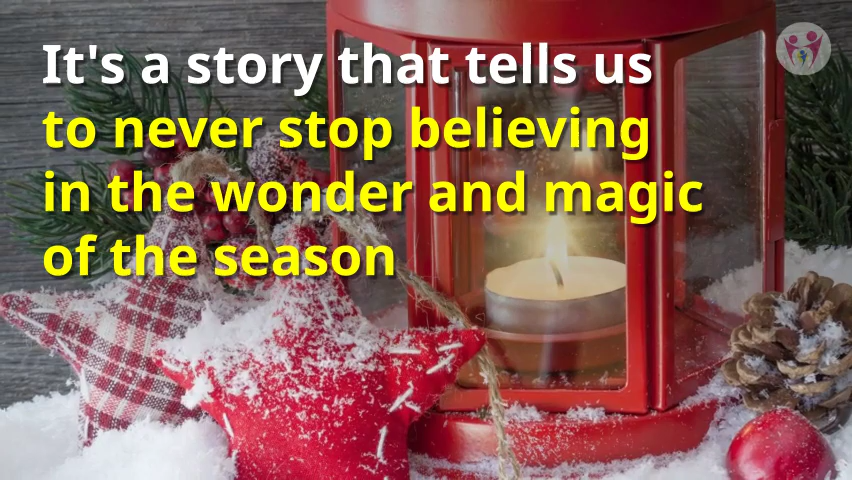 It's a story that tells us
to never stop believing
in the wonder and magic
of the season